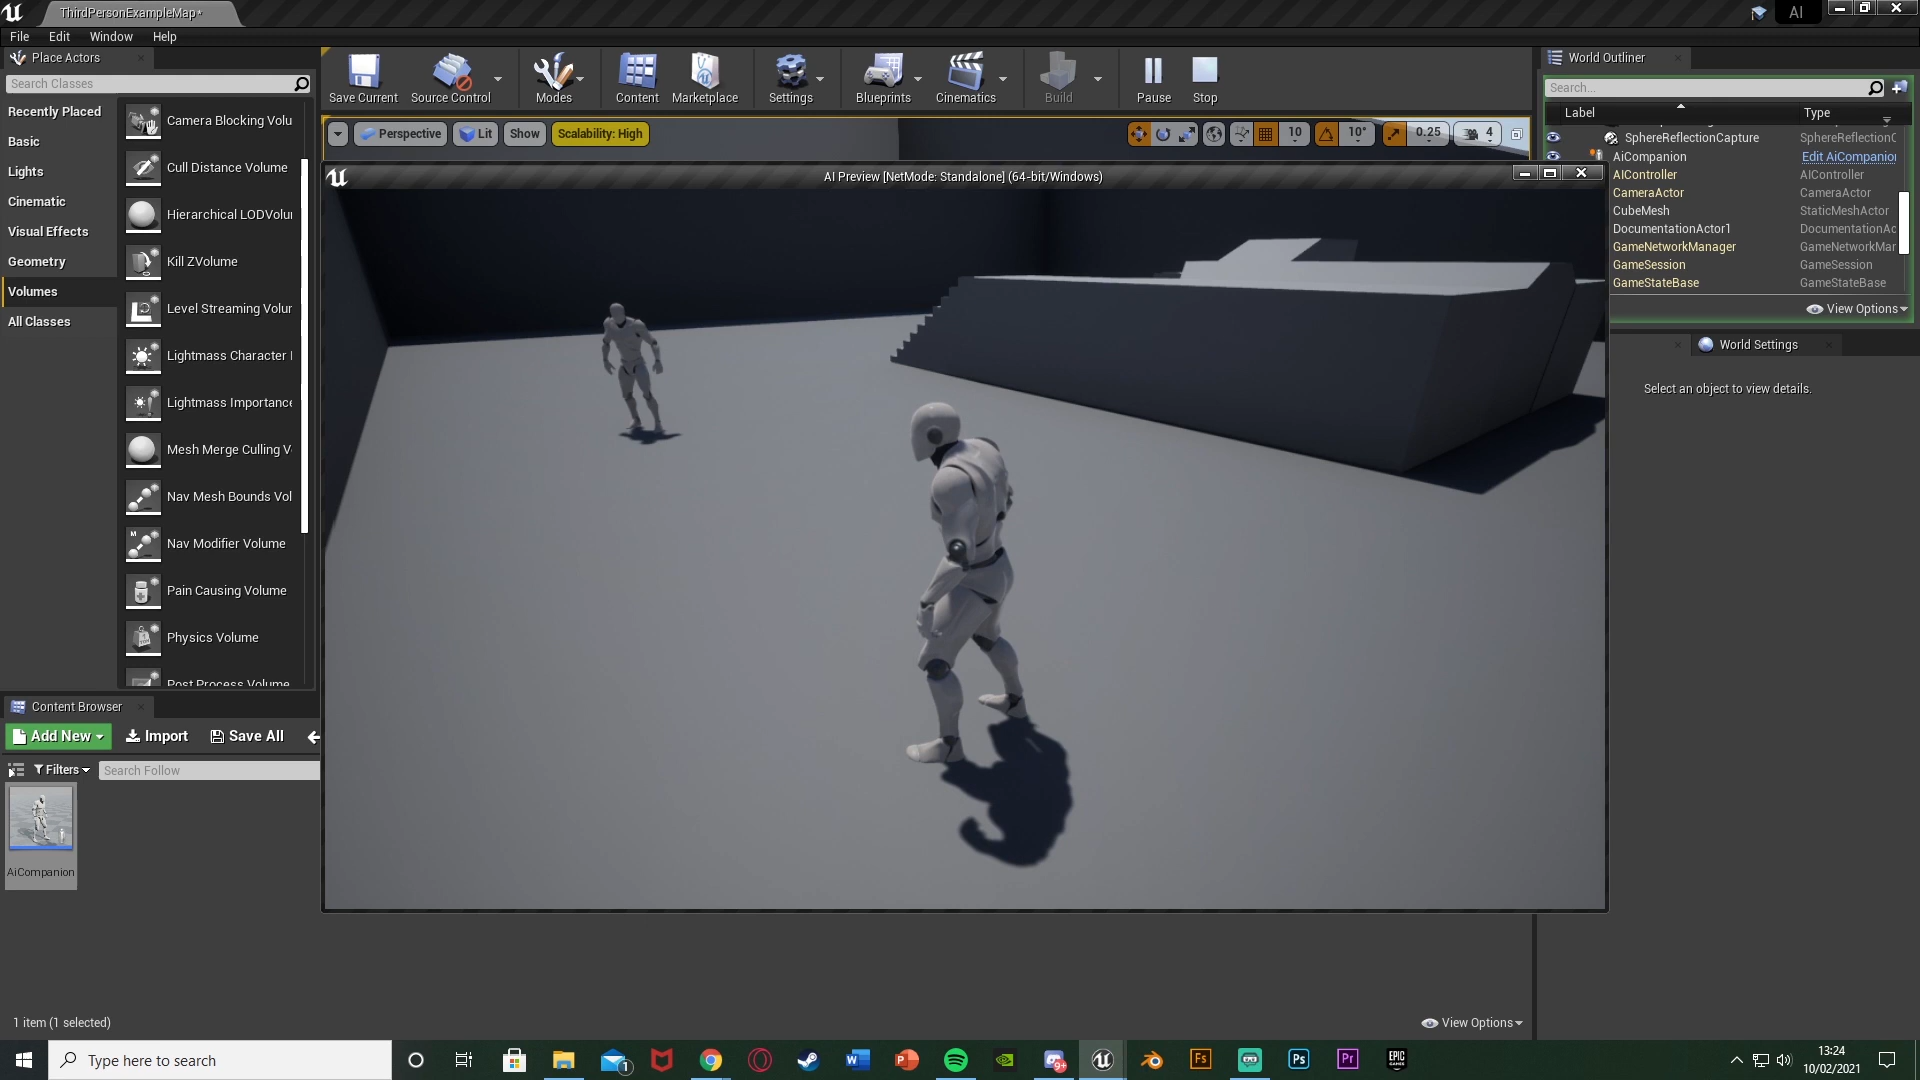 ThirdPersonExampleMap*
AI
File Edit Window Help
Place Actors
Search Classes
Recently Placed
Basic
Lights
Cinematic
Visual Effects
Geometry
Volumes
All Classes
Camera Blocking Volu
Cull Distance Volume
Hierarchical LODVolu
Kill ZVolume
Level Streaming Volur
Lightmass Character
Lightmass Importance
Mesh Merge Culling V
Nav Mesh Bounds Vol
Nav Modifier Volume
Pain Causing Volume
Physics Volume
Post Process Volume
Save Current
Source Control
Modes
Content
Marketplace
Settings
Blueprints
Cinematics
Build
Pause
Stop
Perspective Lit Show Scalability: High
10 10° 0.25 4
AI Preview [NetMode: Standalone] (64-bit/Windows)
World Outliner
Search...
Label Type
SphereReflectionCapture SphereReflectionC
AiCompanion Edit AiCompanion
AIController AIController
CameraActor CameraActor
CubeMesh StaticMeshActor
DocumentationActor1 DocumentationAc
GameNetworkManager GameNetworkMar
GameSession GameSession
GameStateBase GameStateBase
View Options
World Settings
Select an object to view details.
Content Browser
Add New Import Save All
Filters Search Follow
AiCompanion
1 item (1 selected)
View Options
Type here to search
13:24
10/02/2021